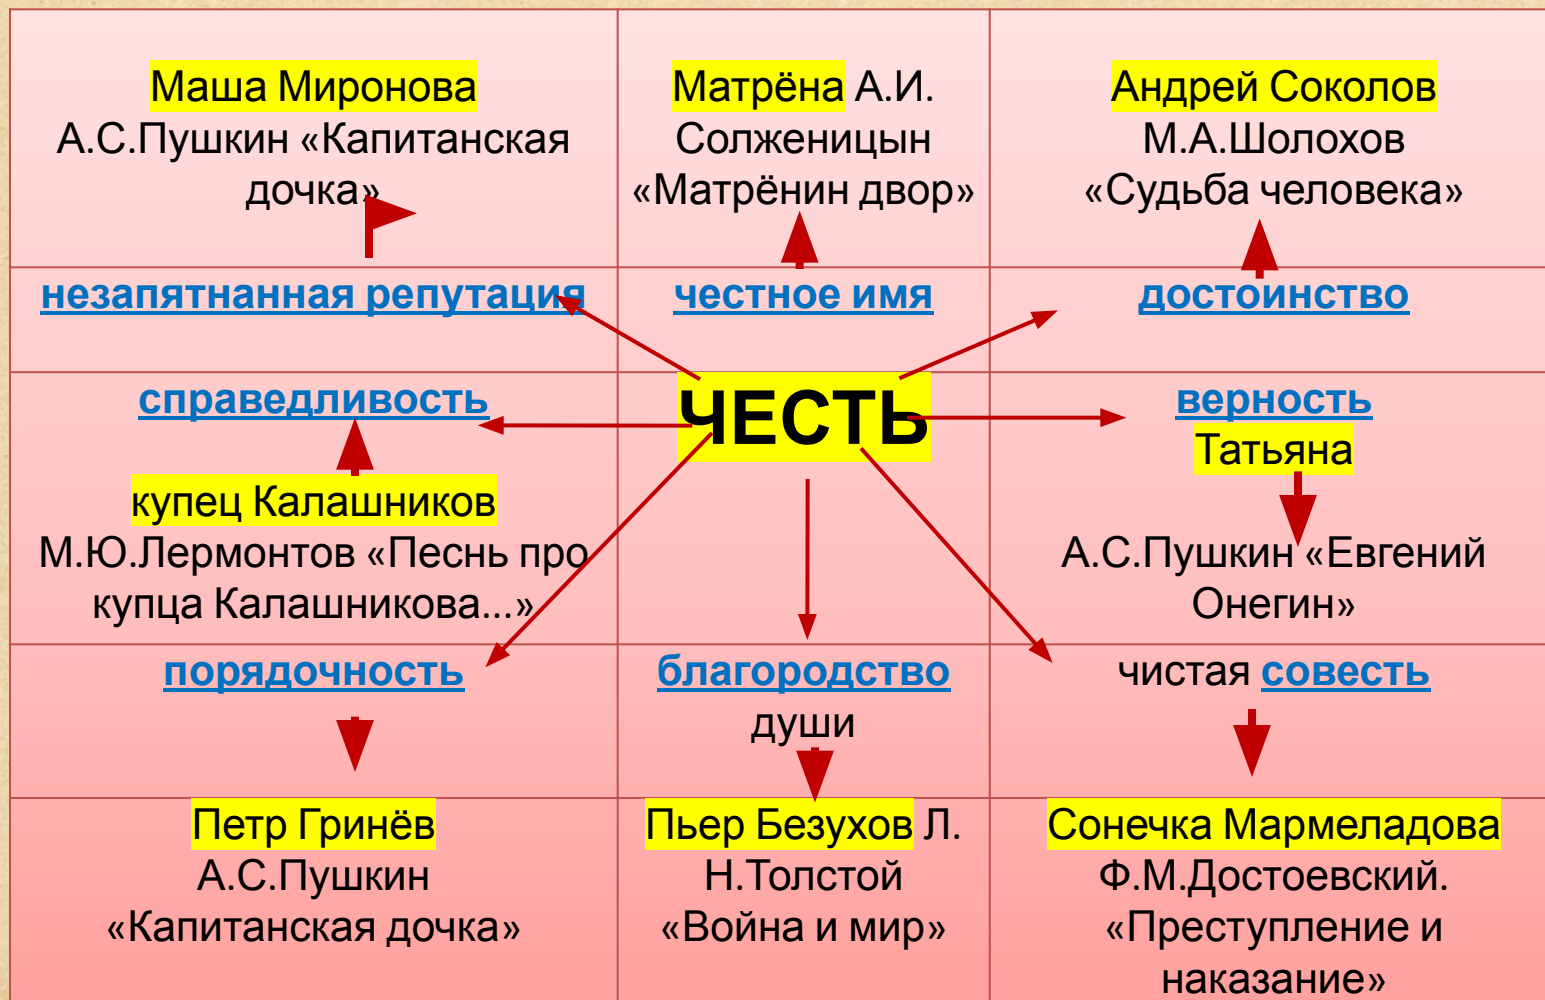 Маша Миронова
А.С.Пушкин «Капитанская
дочка»
Матрёна А.И.
Солженицын
«Матрёнин двор»
Андрей Соколов
М.А.Шолохов
«Судьба человека»
незапятнанная репутация
честное имя
достоинство
справедливость
купец Калашников
М.Ю.Лермонтов «Песнь про
купца Калашникова...»
ЧЕСТЬ
верность
Татьяна
А.С.Пушкин «Евгений
Онегин»
порядочность
благородство
души
чистая совесть
Петр Гринёв
А.С.Пушкин
«Капитанская дочка»
Пьер Безухов Л.
Н.Толстой
«Война и мир»
Сонечка Мармеладова
Ф.М.Достоевский.
«Преступление и
наказание»